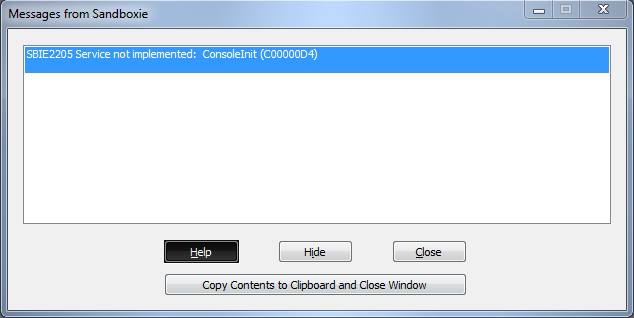 Messages from Sandboxie
SBIE2205 Service not implemented:  ConsoleInit (C00000D4)
Help
Hide
Close
Copy Contents to Clipboard and Close Window